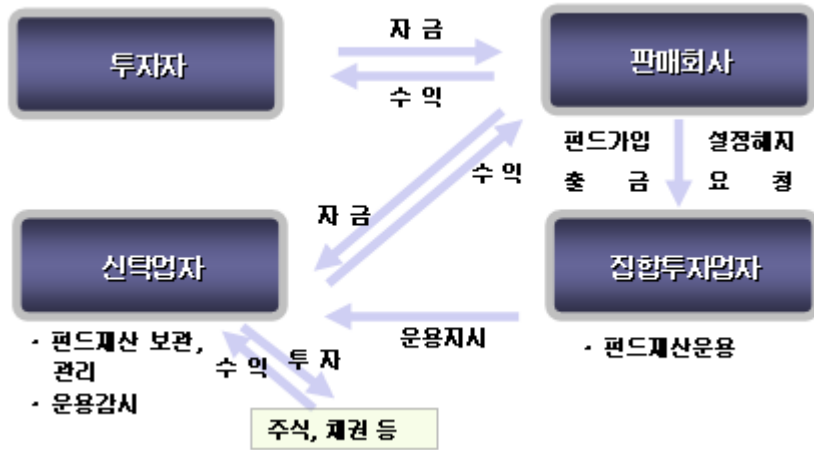 자 금
투자자
판매회사
수 익
펀드가입 설정해지
출 금 요 청
수 익
자 금
신탁업자
집합투자업자
운용지시
· 펀드재산 보관,
관리
· 운용감시
수 익
투 자
· 펀드재산운용
주식, 채권 등